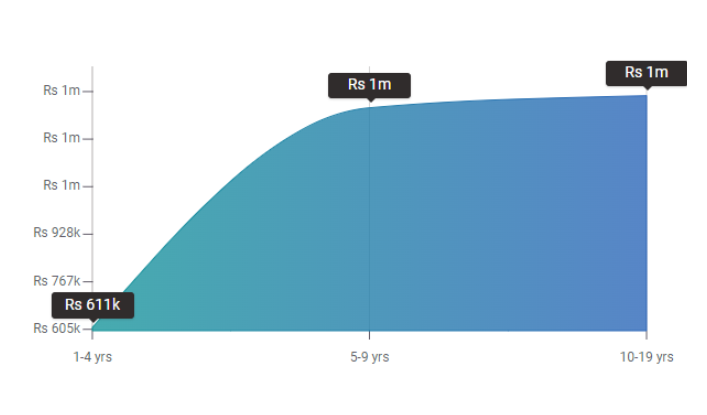 Rs 1m
Rs 1m
Rs 1m
Rs 1m
Rs 1m
Rs 928k
Rs 767k
Rs 611k
Rs 605k
1-4 yrs
5-9 yrs
10-19 yrs